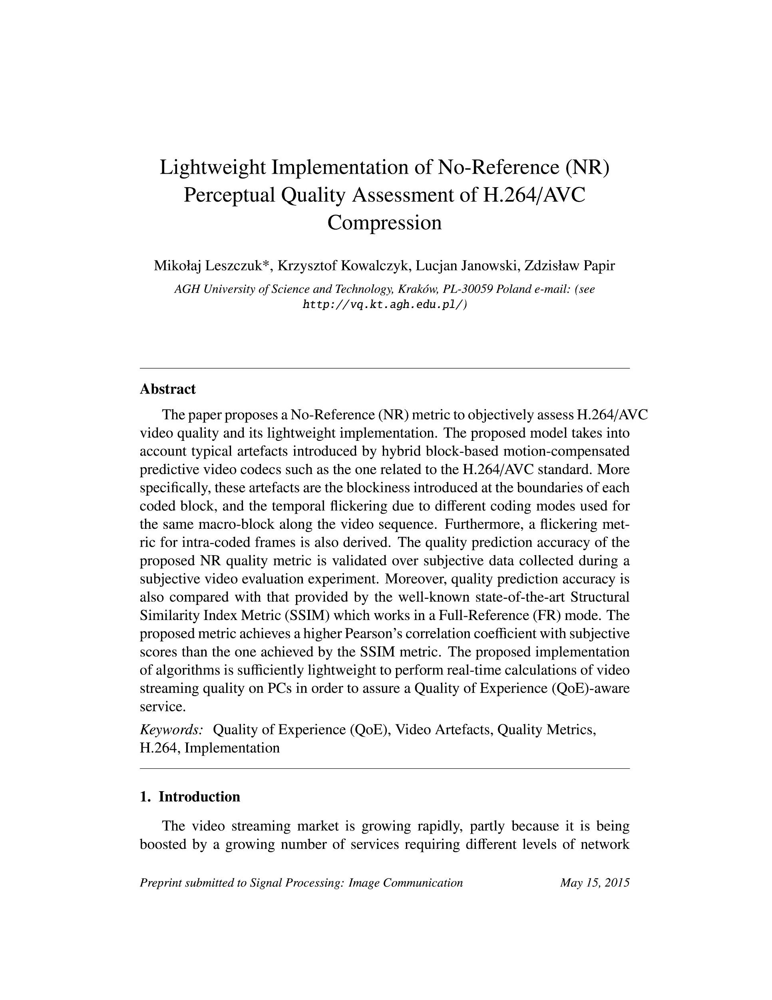 Lightweight Implementation of No-Reference (NR)
Perceptual Quality Assessment of H.264/AVC
Compression
Mikołaj Leszczuk*, Krzysztof Kowalczyk, Lucjan Janowski, Zdzisław Papir
AGH University of Science and Technology, Kraków, PL-30059 Poland e-mail: (see
http://vq.kt.agh.edu.pl/)
Abstract
The paper proposes a No-Reference (NR) metric to objectively assess H.264/AVC
video quality and its lightweight implementation. The proposed model takes into
account typical artefacts introduced by hybrid block-based motion-compensated
predictive video codecs such as the one related to the H.264/AVC standard. More
specifically, these artefacts are the blockiness introduced at the boundaries of each
coded block, and the temporal flickering due to different coding modes used for
the same macro-block along the video sequence. Furthermore, a flickering met-
ric for intra-coded frames is also derived. The quality prediction accuracy of the
proposed NR quality metric is validated over subjective data collected during a
subjective video evaluation experiment. Moreover, quality prediction accuracy is
also compared with that provided by the well-known state-of-the-art Structural
Similarity Index Metric (SSIM) which works in a Full-Reference (FR) mode. The
proposed metric achieves a higher Pearson's correlation coefficient with subjective
scores than the one achieved by the SSIM metric. The proposed implementation
of algorithms is sufficiently lightweight to perform real-time calculations of video
streaming quality on PCs in order to assure a Quality of Experience (QoE)-aware
service.
Keywords: Quality of Experience (QoE), Video Artefacts, Quality Metrics,
H.264, Implementation
1. Introduction
The video streaming market is growing rapidly, partly because it is being
boosted by a growing number of services requiring different levels of network
Preprint submitted to Signal Processing: Image Communication May 15, 2015